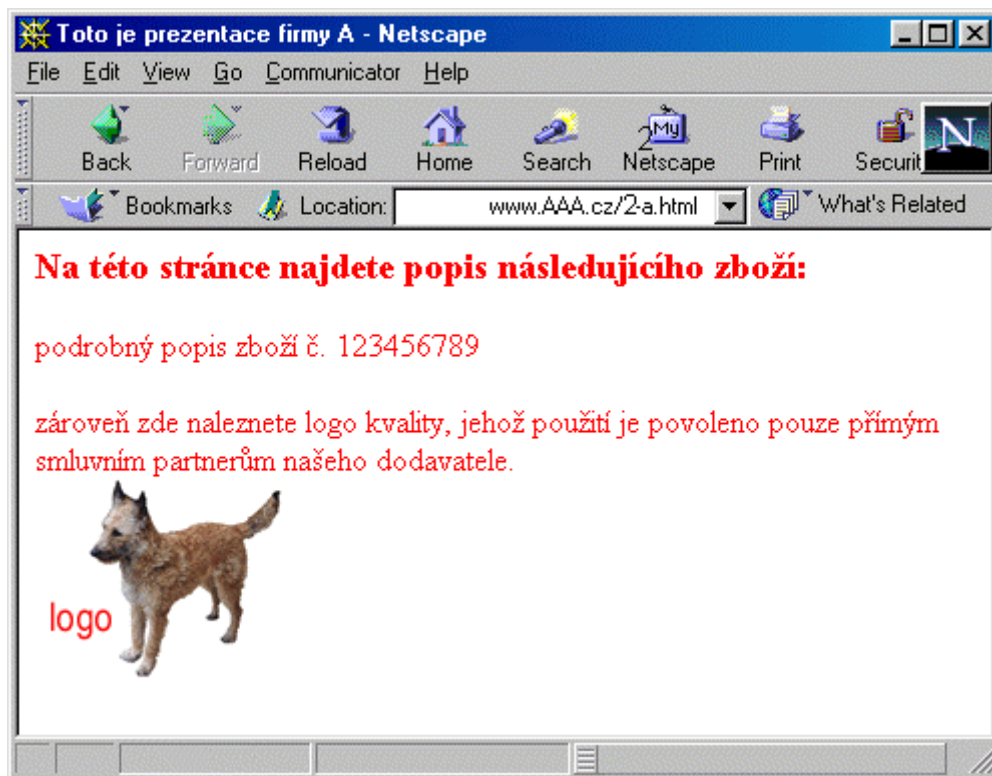 Toto je prezentace firmy A - Netscape
File Edit View Go Communicator Help
Back Forward Reload Home Search My Netscape Print Securit N
Bookmarks Location: www.AAA.cz/2-a.html What's Related
Na této stránce najdete popis následujícího zboží:
podrobný popis zboží č. 123456789
zároveň zde naleznete logo kvality, jehož použití je povoleno pouze přímým
smluvním partnerům našeho dodavatele.
logo